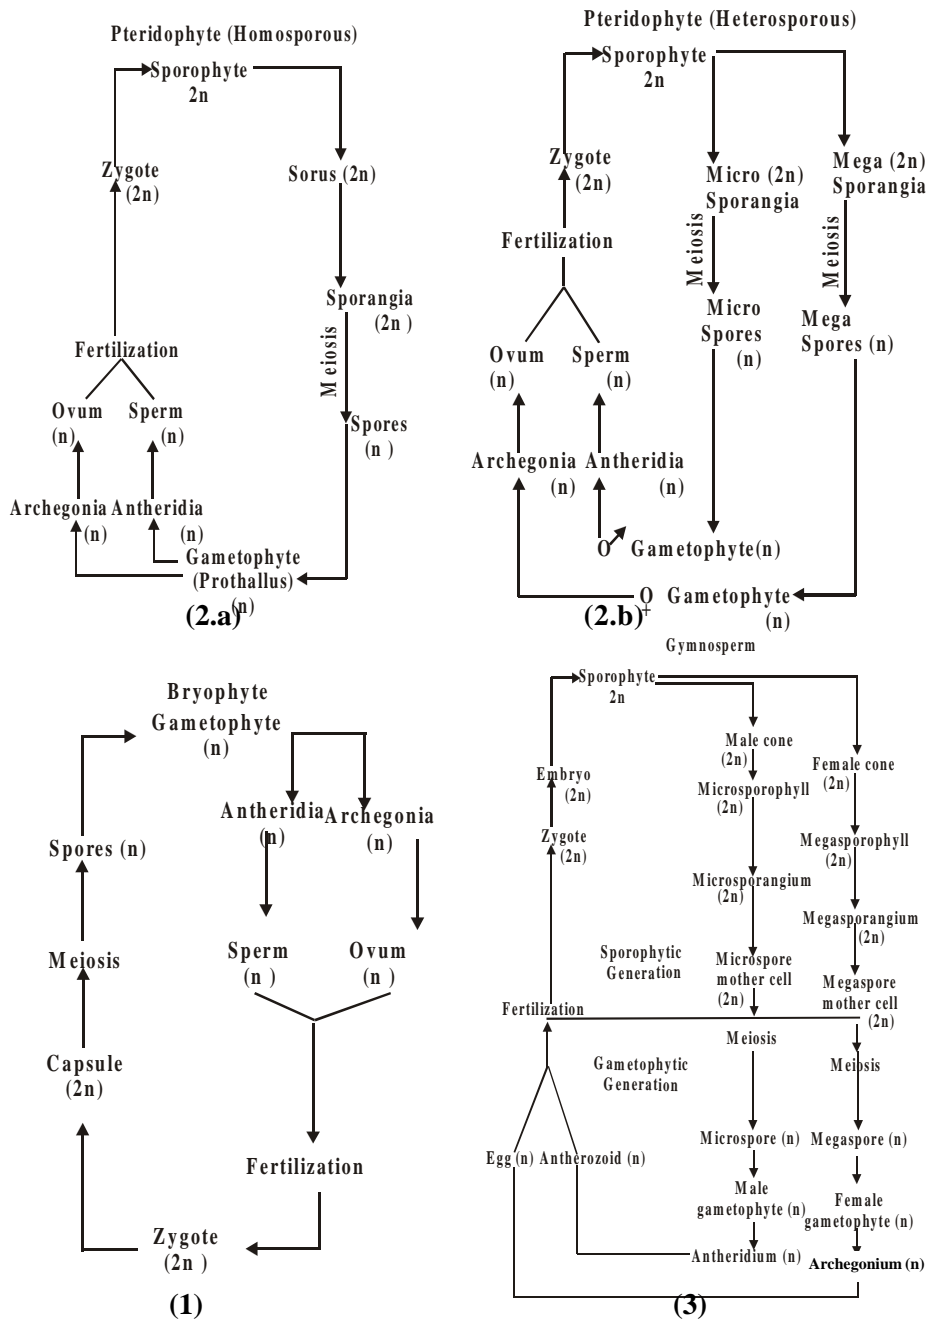 Pteridophyte (Homosporous)
Sporophyte
2n
Zygote
(2n)
Sorus (2n)
Sporangia
(2n )
Meiosis
Fertilization
Ovum
(n)
Sperm
(n)
Spores
(n )
Archegonia
(n)
Antheridia
(n)
Gametophyte
(Prothallus)
(n)
(2.a)
Pteridophyte (Heterosporous)
Sporophyte
2n
Zygote
(2n)
Micro (2n)
Sporangia
Mega (2n)
Sporangia
Fertilization
Meiosis
Meiosis
Micro
Spores
(n)
Mega
Spores (n)
Ovum
(n)
Sperm
(n)
Archegonia
(n)
Antheridia
(n)
Gametophyte(n)
Gametophyte
(n)
(2.b)
Bryophyte
Gametophyte
(n)
Antheridia
(n)
Archegonia
(n)
Spores (n)
Meiosis
Sperm
(n )
Ovum
(n )
Capsule
(2n)
Fertilization
Zygote
(2n )
(1)
Gymnosperm
Sporophyte
2n
Male cone
(2n)
Female cone
(2n)
Embryo
(2n)
Microsporophyll
(2n)
Zygote
(2n)
Megasporophyll
(2n)
Microsporangium
(2n)
Megasporangium
(2n)
Sporophytic
Generation
Microspore
mother cell
(2n)
Megaspore
mother cell
(2n)
Fertilization
Meiosis
Meiosis
Gametophytic
Generation
Microspore (n)
Megaspore (n)
Egg (n)
Antherozoid (n)
Male
gametophyte (n)
Female
gametophyte (n)
Antheridium (n)
Archegonium (n)
(3)